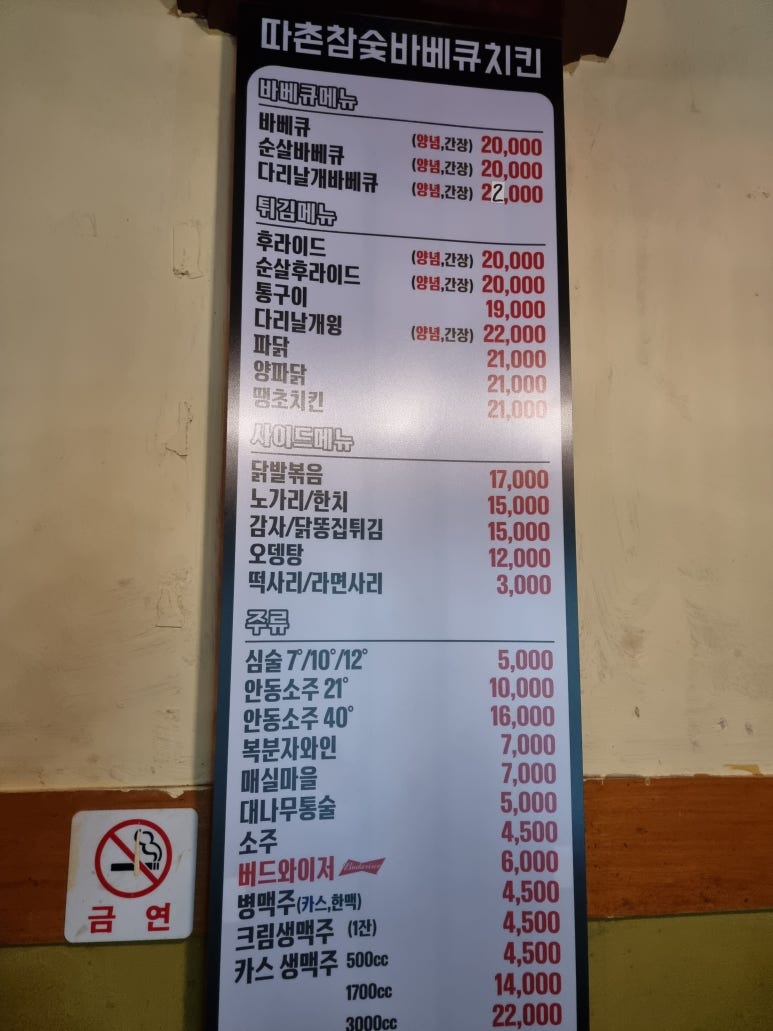 따촌참숯바베큐치킨
바베큐메뉴
바베큐 (양념,간장) 20,000
순살바베큐 (양념,간장) 20,000
다리날개바베큐 (양념,간장) 22,000
튀김메뉴
후라이드 (양념,간장) 20,000
순살후라이드 (양념,간장) 20,000
통구이 19,000
다리날개윙 (양념,간장) 22,000
파닭 21,000
양파닭 21,000
땡초치킨 21,000
사이드메뉴
닭발볶음 17,000
노가리/한치 15,000
감자/닭똥집튀김 15,000
오뎅탕 12,000
떡사리/라면사리 3,000
주류
심술 7°/10°/12° 5,000
안동소주 21° 10,000
안동소주 40° 16,000
복분자와인 7,000
매실마을 7,000
대나무통술 5,000
소주 4,500
버드와이저 Budweiser 6,000
병맥주(카스,한맥) 4,500
크림생맥주 (1잔) 4,500
카스 생맥주 500cc 4,500
1700cc 14,000
3000cc 22,000
금 연